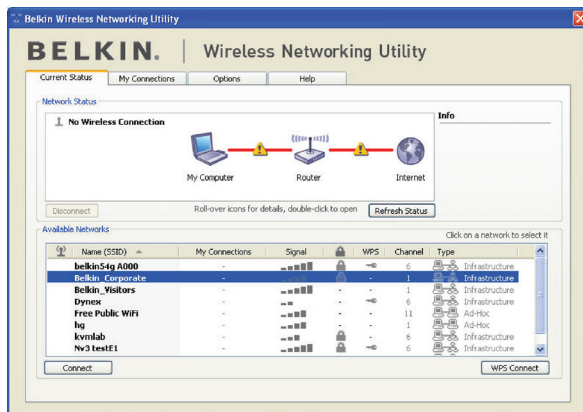 Belkin Wireless Networking Utility
BELKIN. | Wireless Networking Utility
Current Status My Connections Options Help
Network Status
No Wireless Connection
Info
My Computer Router Internet
Disconnect Roll-over icons for details, double-click to open Refresh Status
Available Networks
Click on a network to select it
Name (SSID) My Connections Signal WPS Channel Type
belkin54g A000 - 6 Infrastructure
Belkin_Corporate - - 1 Infrastructure
Belkin_Visitors - - - 1 Infrastructure
Dynex - - 6 Infrastructure
Free Public WiFi - - - 11 Ad-Hoc
hg - - - 1 Ad-Hoc
kvmlab - - 6 Infrastructure
Nv3 testE1 - 6 Infrastructure
Connect WPS Connect